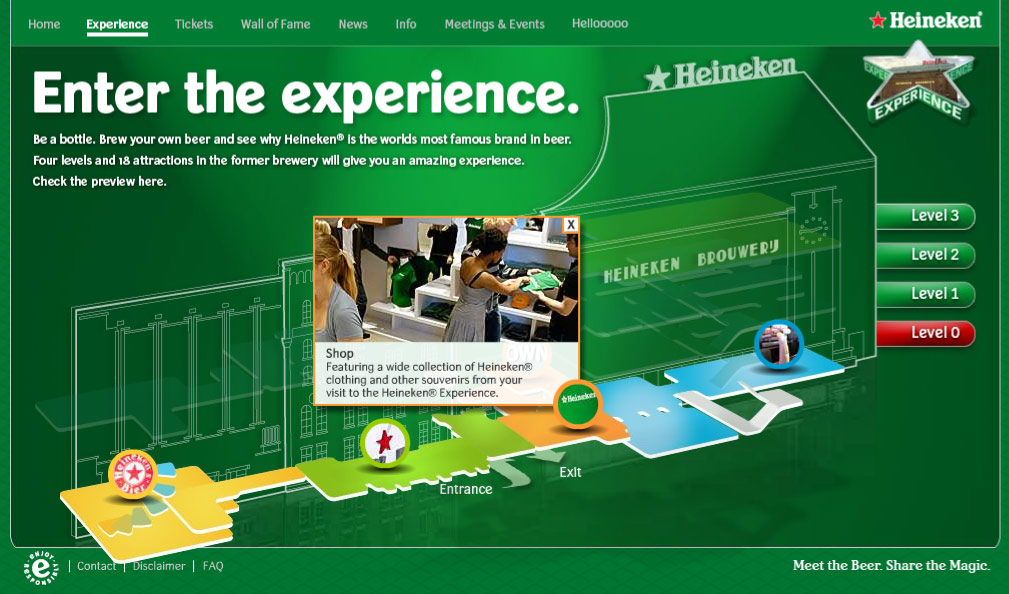 Home Experience Tickets Wall of Fame News Info Meetings & Events Hellooooo
Heineken®
Enter the experience.
Be a bottle. Brew your own beer and see why Heineken® is the worlds most famous brand in beer.
Four levels and 18 attractions in the former brewery will give you an amazing experience.
Check the preview here.
Heineken
EXPERIENCE
Level 3
Level 2
Level 1
Level 0
HEINEKEN BROUWERIJ
X
OWN
Shop
Featuring a wide collection of Heineken®
clothing and other souvenirs from your
visit to the Heineken® Experience.
Heineken
Heineken
Bier
Exit
Entrance
ENJOY
RESPONSIBLY
Contact | Disclaimer | FAQ
Meet the Beer. Share the Magic.